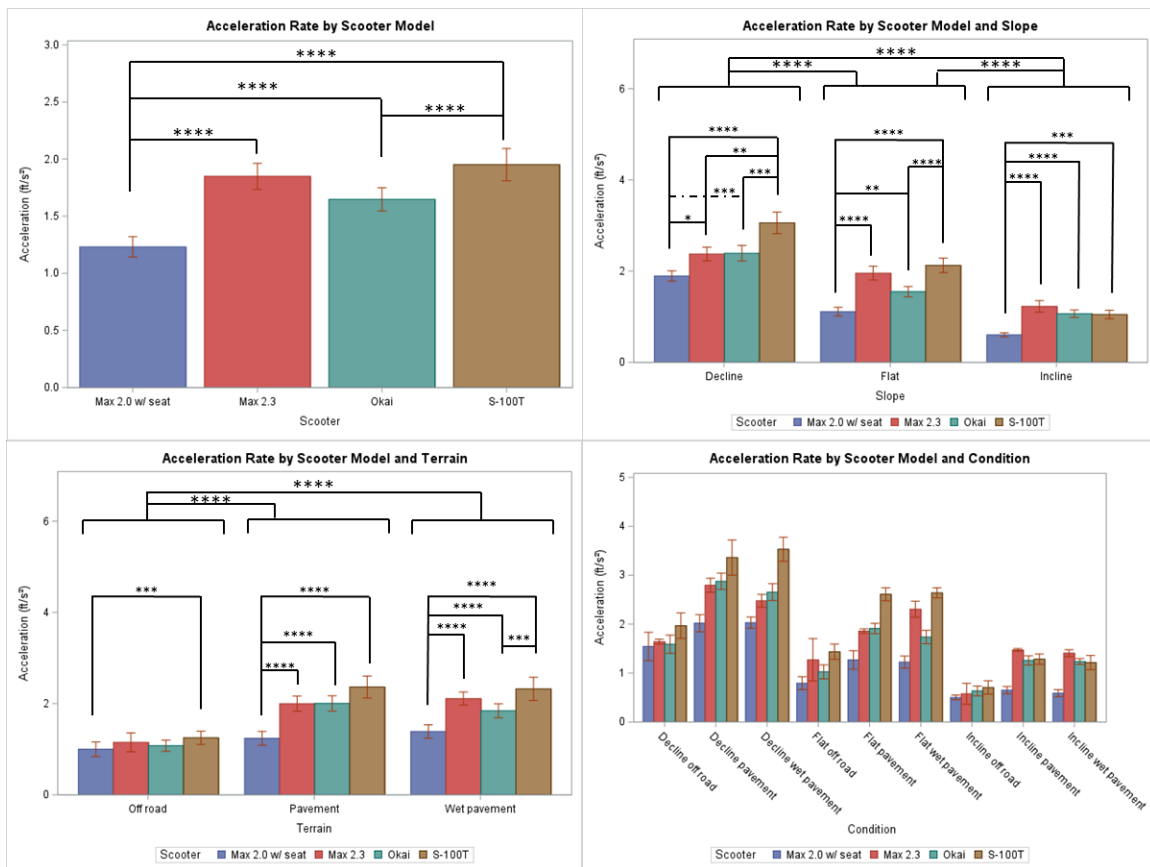 Acceleration Rate by Scooter Model
3.0
2.5
2.0
1.5
1.0
0.5
0.0
Acceleration (ft/s²)
****
****
****
****
Max 2.0 w/ seat Max 2.3 Okai S-100T
Scooter
Acceleration Rate by Scooter Model and Slope
6
4
2
0
Acceleration (ft/s²)
****
**** ****
**** **** ***
** **** ****
*** *** ** ****
* ****
Decline Flat Incline
Slope
Scooter Max 2.0 w/ seat Max 2.3 Okai S-100T
Acceleration Rate by Scooter Model and Terrain
6
4
2
0
Acceleration (ft/s²)
****
****
*** **** ****
**** ****
**** **** ***
Off road Pavement Wet pavement
Terrain
Scooter Max 2.0 w/ seat Max 2.3 Okai S-100T
Acceleration Rate by Scooter Model and Condition
5
4
3
2
1
0
Acceleration (ft/s²)
Decline off road
Decline pavement
Decline wet pavement
Flat off road
Flat pavement
Flat wet pavement
Incline off road
Incline pavement
Incline wet pavement
Condition
Scooter Max 2.0 w/ seat Max 2.3 Okai S-100T